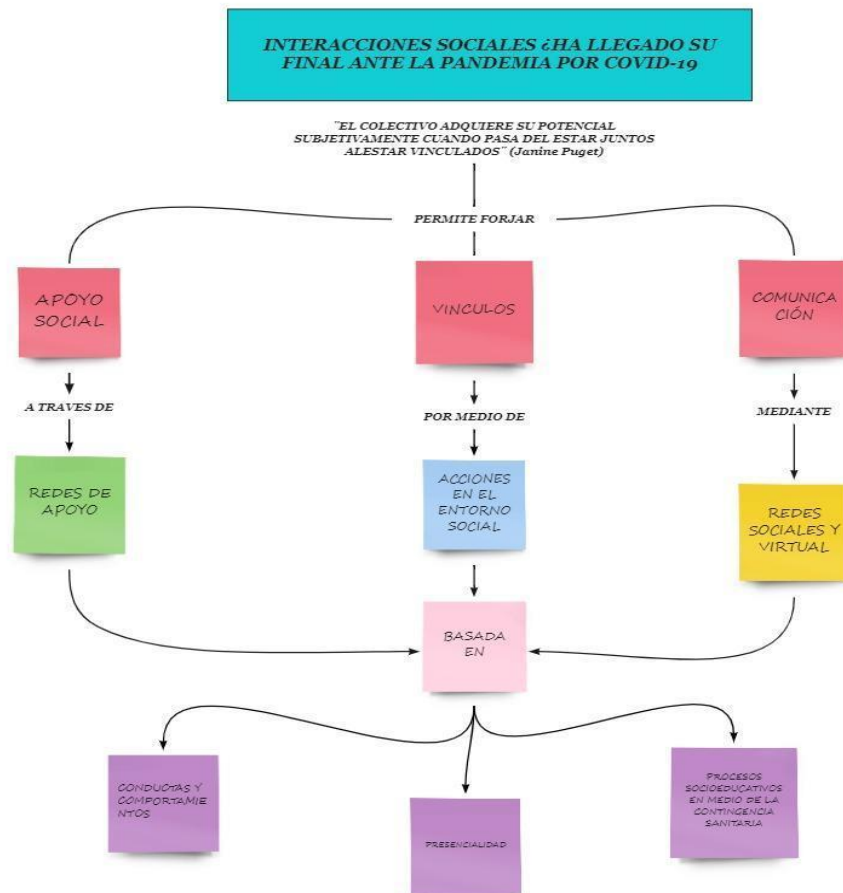 INTERACCIONES SOCIALES ¿HA LLEGADO SU
FINAL ANTE LA PANDEMIA POR COVID-19
¨EL COLECTIVO ADQUIERE SU POTENCIAL
SUBJETIVAMENTE CUANDO PASA DEL ESTAR JUNTOS
ALESTAR VINCULADOS¨ (Janine Puget)
PERMITE FORJAR
APOYO
SOCIAL
VINCULOS
COMUNICA
CIÓN
A TRAVES DE
POR MEDIO DE
MEDIANTE
REDES DE
APOYO
ACCIONES
EN EL
ENTORNO
SOCIAL
REDES
SOCIALES Y
VIRTUAL
BASADA
EN
CONDUCTAS Y
COMPORTAMIE
NTOS
PRESENCIALIDAD
PROCESOS
SOCIOEDUCATIVOS
EN MEDIO DE LA
CONTINGENCIA
SANITARIA